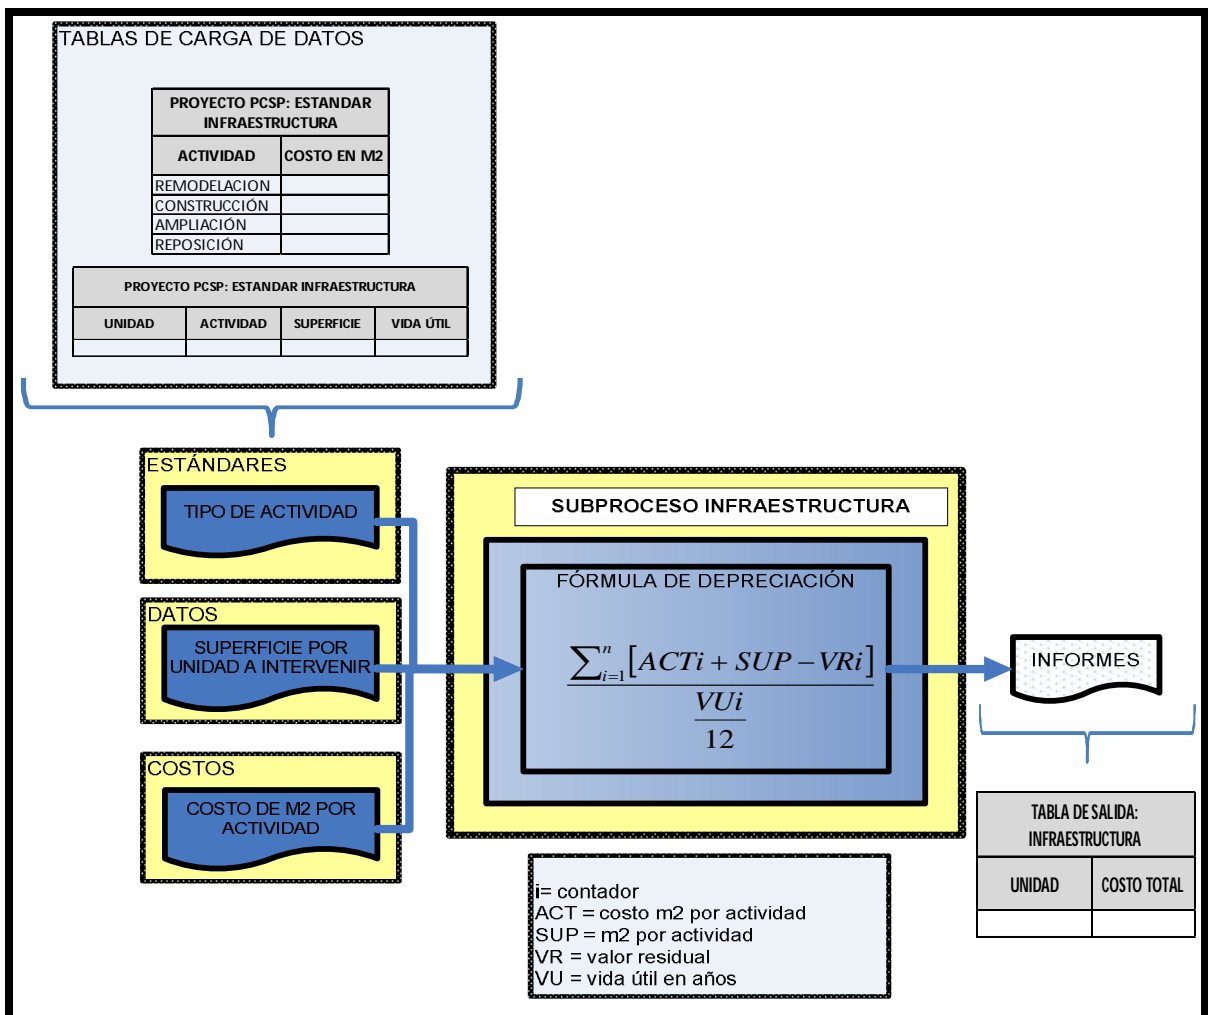 TABLAS DE CARGA DE DATOS
PROYECTO PCSP: ESTANDAR
INFRAESTRUCTURA
ACTIVIDAD COSTO EN M2
REMODELACION
CONSTRUCCIÓN
AMPLIACIÓN
REPOSICIÓN
PROYECTO PCSP: ESTANDAR INFRAESTRUCTURA
UNIDAD ACTIVIDAD SUPERFICIE VIDA ÚTIL
ESTÁNDARES
TIPO DE ACTIVIDAD
DATOS
SUPERFICIE POR
UNIDAD A INTERVENIR
COSTOS
COSTO DE M2 POR
ACTIVIDAD
SUBPROCESO INFRAESTRUCTURA
FÓRMULA DE DEPRECIACIÓN
∑ⁿᵢ₌₁[ACTi + SUP − VRi]
VUi
12
i= contador
ACT = costo m2 por actividad
SUP = m2 por actividad
VR = valor residual
VU = vida útil en años
INFORMES
TABLA DE SALIDA:
INFRAESTRUCTURA
UNIDAD COSTO TOTAL